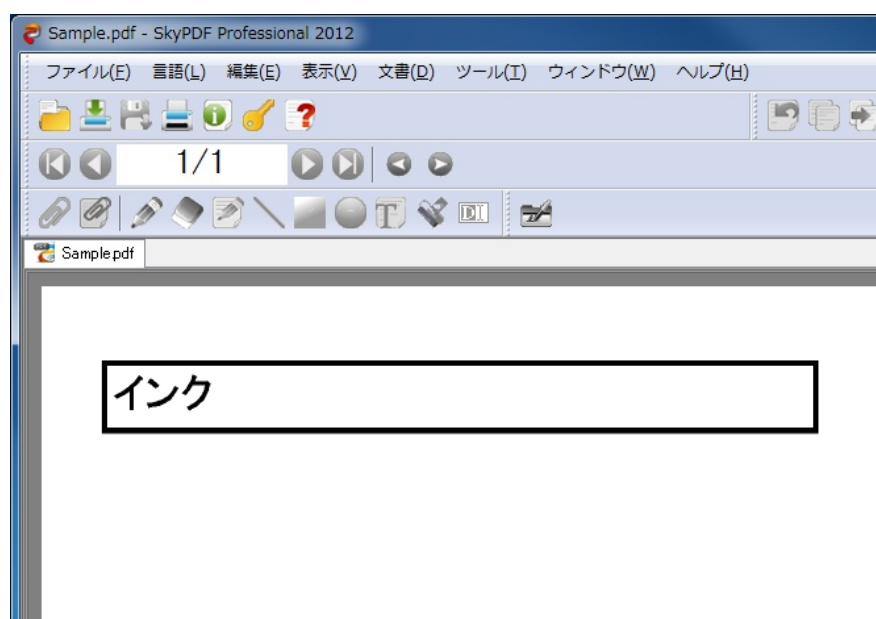 Sample.pdf - SkyPDF Professional 2012
ファイル(F) 言語(L) 編集(E) 表示(V) 文書(D) ツール(T) ウィンドウ(W) ヘルプ(H)
1/1
T DI
Sample.pdf
インク